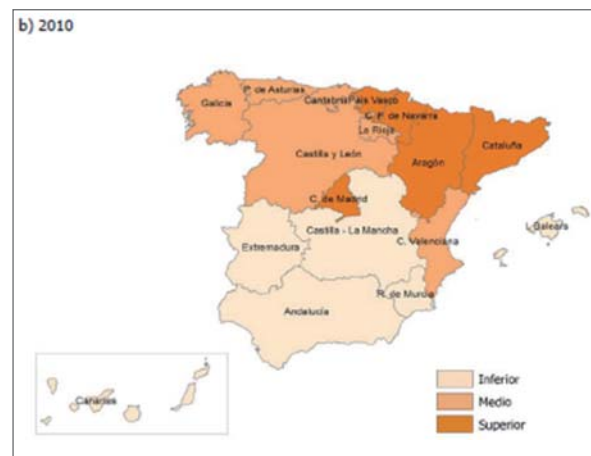 b) 2010
P. de Asturias
Cantabria
País Vasco
Galicia
C. F. de Navarra
La Rioja
Cataluña
Castilla y León
Aragón
C. de Madrid
I. Balears
Castilla - La Mancha
C. Valenciana
Extremadura
R. de Murcia
Andalucía
Canarias
Inferior
Medio
Superior